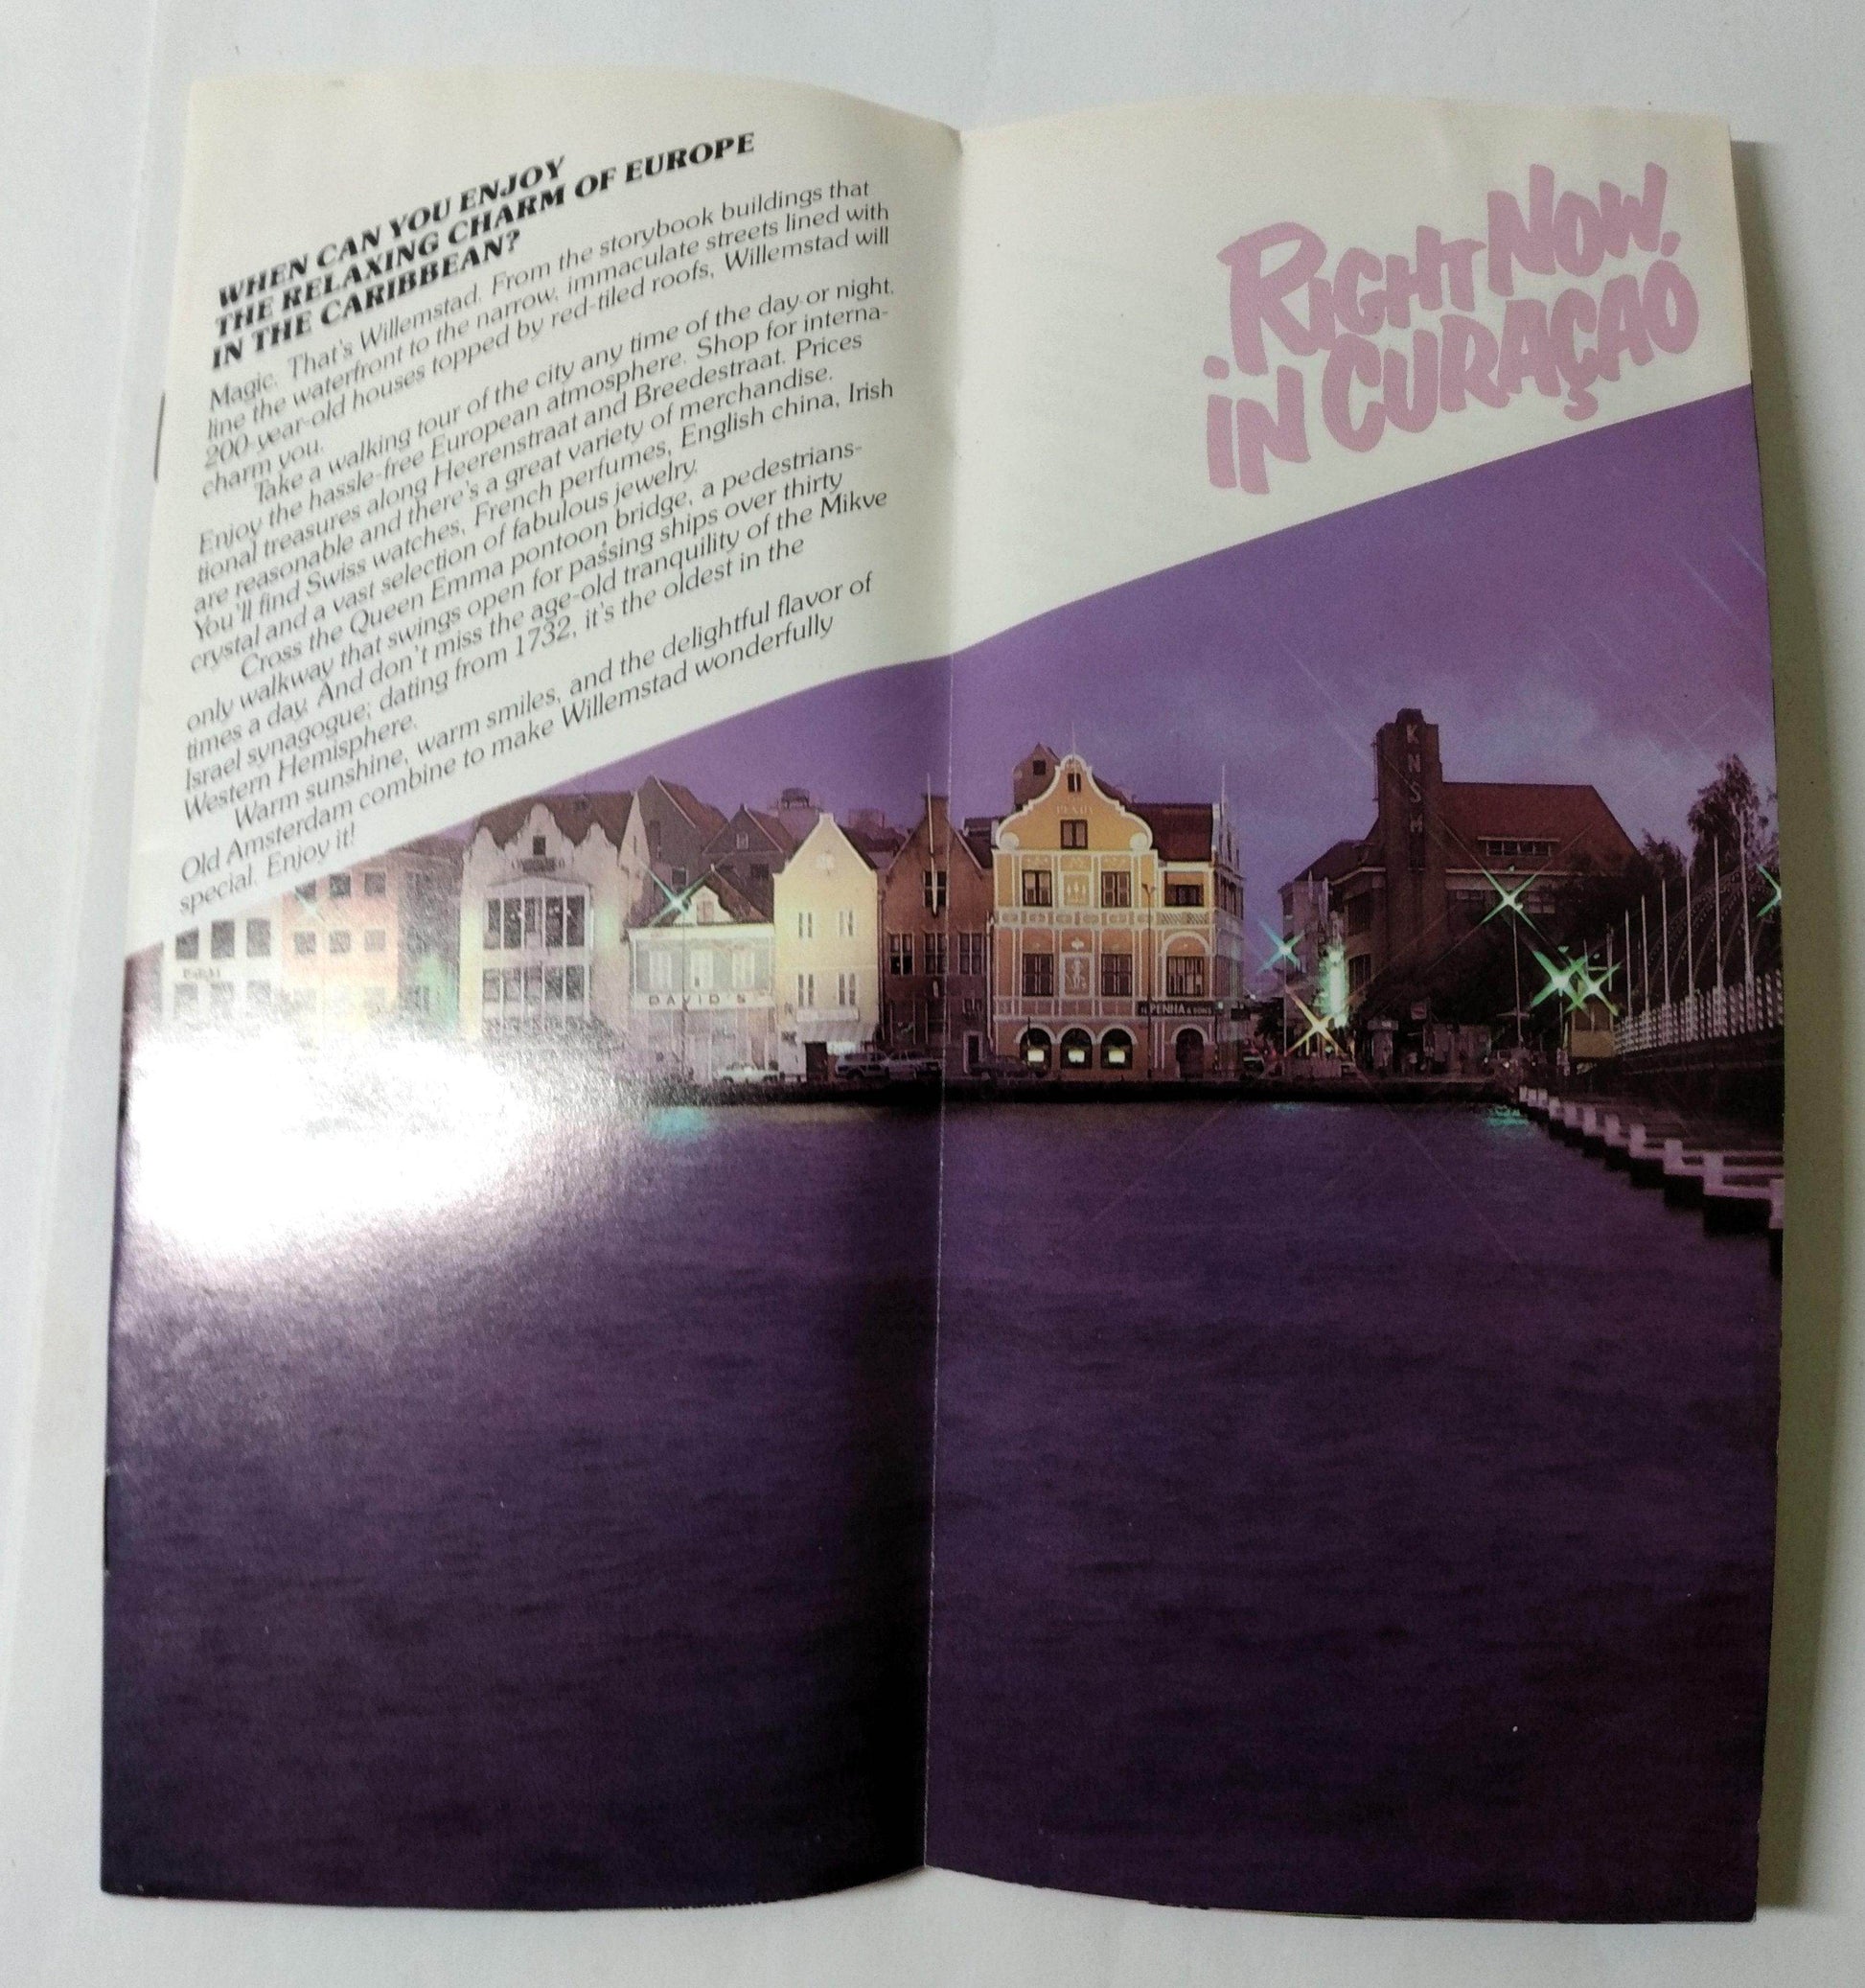 WHEN CAN YOU ENJOY
THE RELAXING CHARM OF EUROPE
IN THE CARIBBEAN?
Magic. That's Willemstad. From the storybook buildings that
line the waterfront to the narrow, immaculate streets lined with
200-year-old houses topped by red-tiled roofs, Willemstad will
charm you.
Take a walking tour of the city any time of the day or night.
Enjoy the hassle-free European atmosphere. Shop for interna-
tional treasures along Heerenstraat and Breedestraat. Prices
are reasonable and there's a great variety of merchandise.
You'll find Swiss watches, French perfumes, English china, Irish
crystal and a vast selection of fabulous jewelry.
Cross the Queen Emma pontoon bridge, a pedestrians-
only walkway that swings open for passing ships over thirty
times a day. And don't miss the age-old tranquility of the Mikve
Israel synagogue; dating from 1732, it's the oldest in the
Western Hemisphere.
Warm sunshine, warm smiles, and the delightful flavor of
Old Amsterdam combine to make Willemstad wonderfully
special. Enjoy it!
RIGHT NOW,
IN CURAÇAO
KNSM
PENHA
DAVID'S
PENHA & SONS